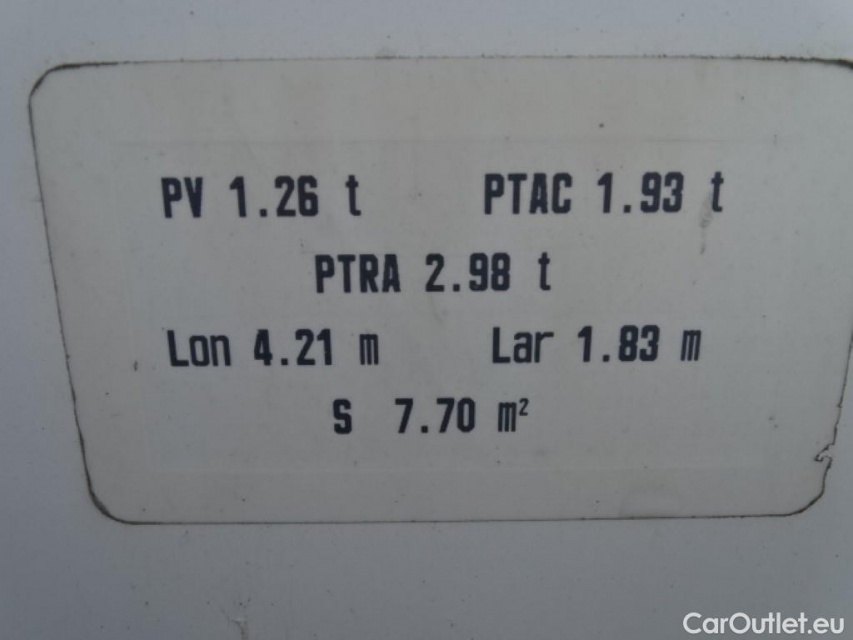 PV 1.26 t PTAC 1.93 t
PTRA 2.98 t
Lon 4.21 m Lar 1.83 m
S 7.70 m²
CarOutlet.eu